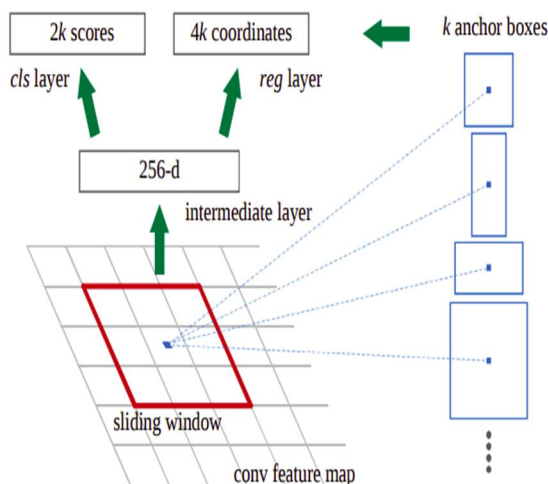 2k scores
4k coordinates
k anchor boxes
cls layer
reg layer
256-d
intermediate layer
sliding window
conv feature map